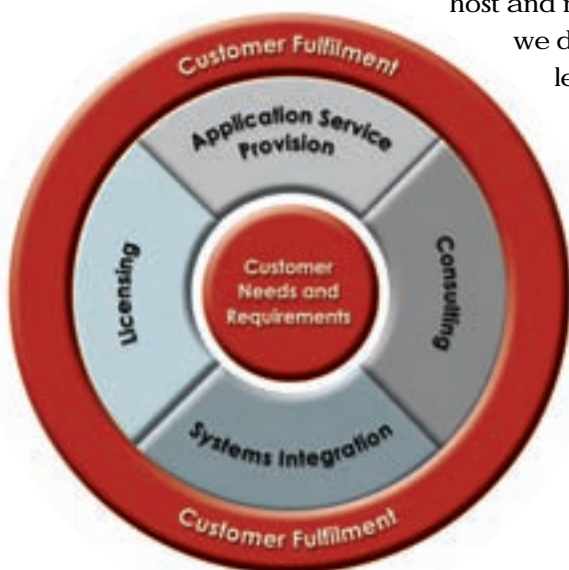 host and
we d
le
Customer Fulfilment
Application Service
Provision
Licensing
Customer
Needs and
Requirements
Consulting
Systems Integration
Customer Fulfilment